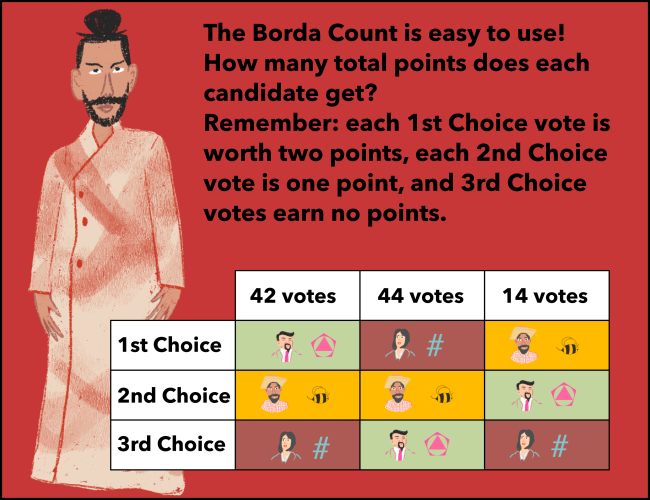 The Borda Count is easy to use!
How many total points does each
candidate get?
Remember: each 1st Choice vote is
worth two points, each 2nd Choice
vote is one point, and 3rd Choice
votes earn no points.
42 votes 44 votes 14 votes
1st Choice #
2nd Choice
3rd Choice # #